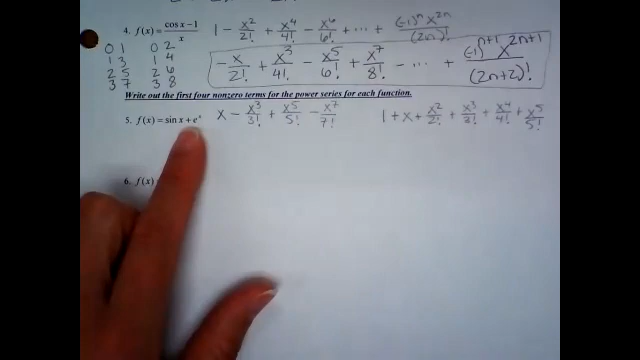 4. f(x) = (cos x − 1)/x   1 − x²/2! + x⁴/4! − x⁶/6! + ... + (-1)ⁿ x²ⁿ/(2n)!
0 1   0 2
1 3   1 4
2 5   2 6
3 7   3 8
−x/2! + x³/4! − x⁵/6! + x⁷/8! − ... + (-1)ⁿ⁺¹ x²ⁿ⁺¹/(2n+2)!
Write out the first four nonzero terms for the power series for each function.
5. f(x) = sin x + eˣ   x − x³/3! + x⁵/5! − x⁷/7!   1 + x + x²/2! + x³/3! + x⁴/4! + x⁵/5!
6. f(x) =